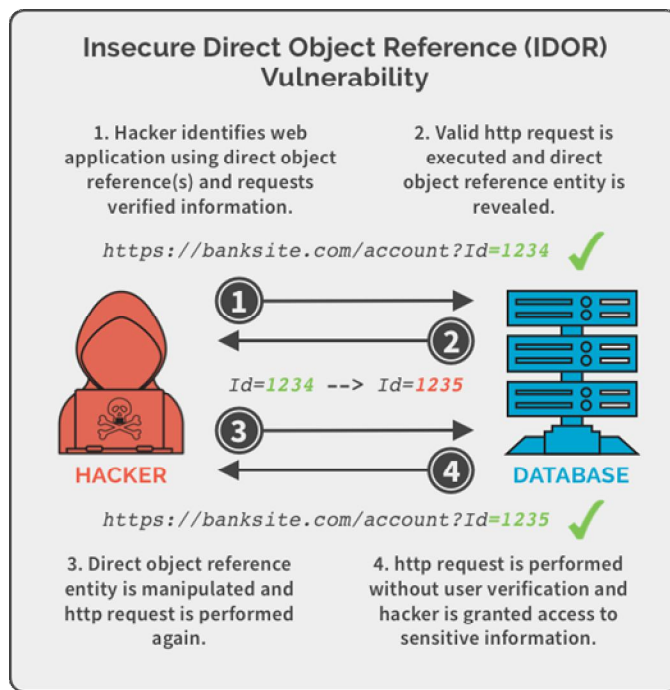 Insecure Direct Object Reference (IDOR)
Vulnerability
1. Hacker identifies web
application using direct object
reference(s) and requests
verified information.
2. Valid http request is
executed and direct
object reference entity is
revealed.
https://banksite.com/account?Id=1234
1
2
Id=1234 --> Id=1235
3
4
HACKER
DATABASE
https://banksite.com/account?Id=1235
3. Direct object reference
entity is manipulated and
http request is performed
again.
4. http request is performed
without user verification and
hacker is granted access to
sensitive information.